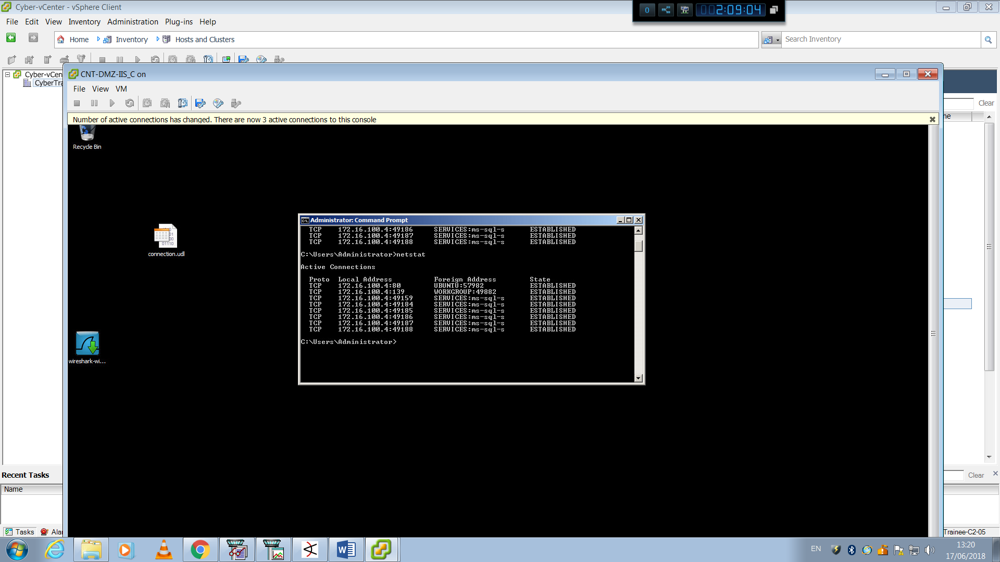 Cyber-vCenter - vSphere Client
0
2:09:04
File Edit View Inventory Administration Plug-ins Help
Home Inventory Hosts and Clusters
Search Inventory
Cyber-vCen
CyberTra
CNT-DMZ-IIS_C on
File View VM
Clear
Number of active connections has changed. There are now 3 active connections to this console
me
Recycle Bin
connection.udl
wireshark-wi...
Administrator: Command Prompt
TCP 172.16.100.4:49186 SERVICES:ms-sql-s ESTABLISHED
TCP 172.16.100.4:49187 SERVICES:ms-sql-s ESTABLISHED
TCP 172.16.100.4:49188 SERVICES:ms-sql-s ESTABLISHED
C:\Users\Administrator>netstat
Active Connections
Proto Local Address Foreign Address State
TCP 172.16.100.4:80 UBUNTU:57982 ESTABLISHED
TCP 172.16.100.4:139 WORKGROUP:49882 ESTABLISHED
TCP 172.16.100.4:49159 SERVICES:ms-sql-s ESTABLISHED
TCP 172.16.100.4:49184 SERVICES:ms-sql-s ESTABLISHED
TCP 172.16.100.4:49185 SERVICES:ms-sql-s ESTABLISHED
TCP 172.16.100.4:49186 SERVICES:ms-sql-s ESTABLISHED
TCP 172.16.100.4:49187 SERVICES:ms-sql-s ESTABLISHED
TCP 172.16.100.4:49188 SERVICES:ms-sql-s ESTABLISHED
C:\Users\Administrator>
Recent Tasks
Clear
Name
Tasks Alar
Trainee-C2-05
EN
13:20
17/06/2018